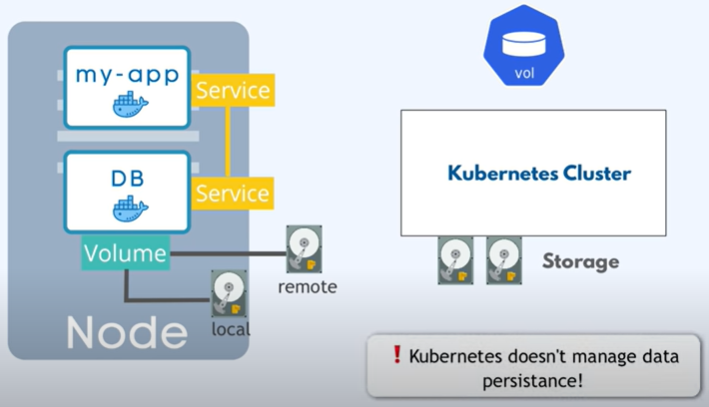 my-app
Service
DB
Service
Volume
remote
local
Node
vol
Kubernetes Cluster
Storage
! Kubernetes doesn't manage data
persistance!